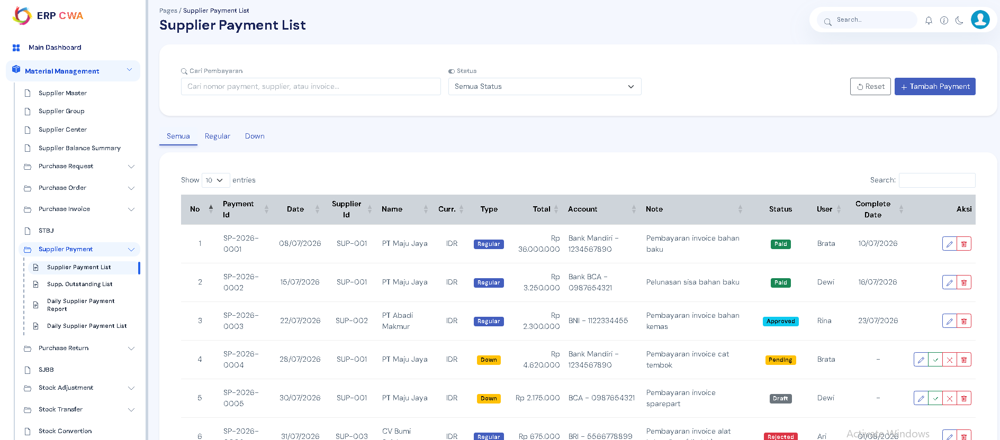 ERP CWA
Main Dashboard
Material Management
Supplier Master
Supplier Group
Supplier Center
Supplier Balance Summary
Purchase Request
Purchase Order
Purchase Invoice
STBJ
Supplier Payment
Supplier Payment List
Supp. Outstanding List
Daily Supplier Payment
Report
Daily Supplier Payment List
Purchase Return
SJBB
Stock Adjustment
Stock Transfer
Stock Convertion
Pages / Supplier Payment List
Supplier Payment List
Search...
Cari Pembayaran
Cari nomor payment, supplier, atau invoice...
Status
Semua Status
Reset
+ Tambah Payment
Semua Regular Down
Show 10 entries
Search:
No Payment Id Date Supplier Id Name Curr. Type Total Account Note Status User Complete Date Aksi
1 SP-2026-0001 08/07/2026 SUP-001 PT Maju Jaya IDR Regular Rp 36.000.000 Bank Mandiri - 1234567890 Pembayaran invoice bahan baku Paid Brata 10/07/2026
2 SP-2026-0002 15/07/2026 SUP-001 PT Maju Jaya IDR Regular Rp 3.250.000 Bank BCA - 0987654321 Pelunasan sisa bahan baku Paid Dewi 16/07/2026
3 SP-2026-0003 22/07/2026 SUP-002 PT Abadi Makmur IDR Regular Rp 2.300.000 BNI - 1122334455 Pembayaran invoice bahan kemas Approved Rina 23/07/2026
4 SP-2026-0004 28/07/2026 SUP-001 PT Maju Jaya IDR Down Rp 4.620.000 Bank Mandiri - 1234567890 Pembayaran invoice cat tembok Pending Brata -
5 SP-2026-0005 30/07/2026 SUP-001 PT Maju Jaya IDR Down Rp 2.175.000 BCA - 0987654321 Pembayaran invoice sparepart Draft Dewi -
6 SP-2026- 31/07/2026 SUP-003 CV Bumi IDR Regular Rp 675.000 BRI - 5566778899 Pembayaran invoice alat Rejected Ari 01/08/2026
Activate Windows